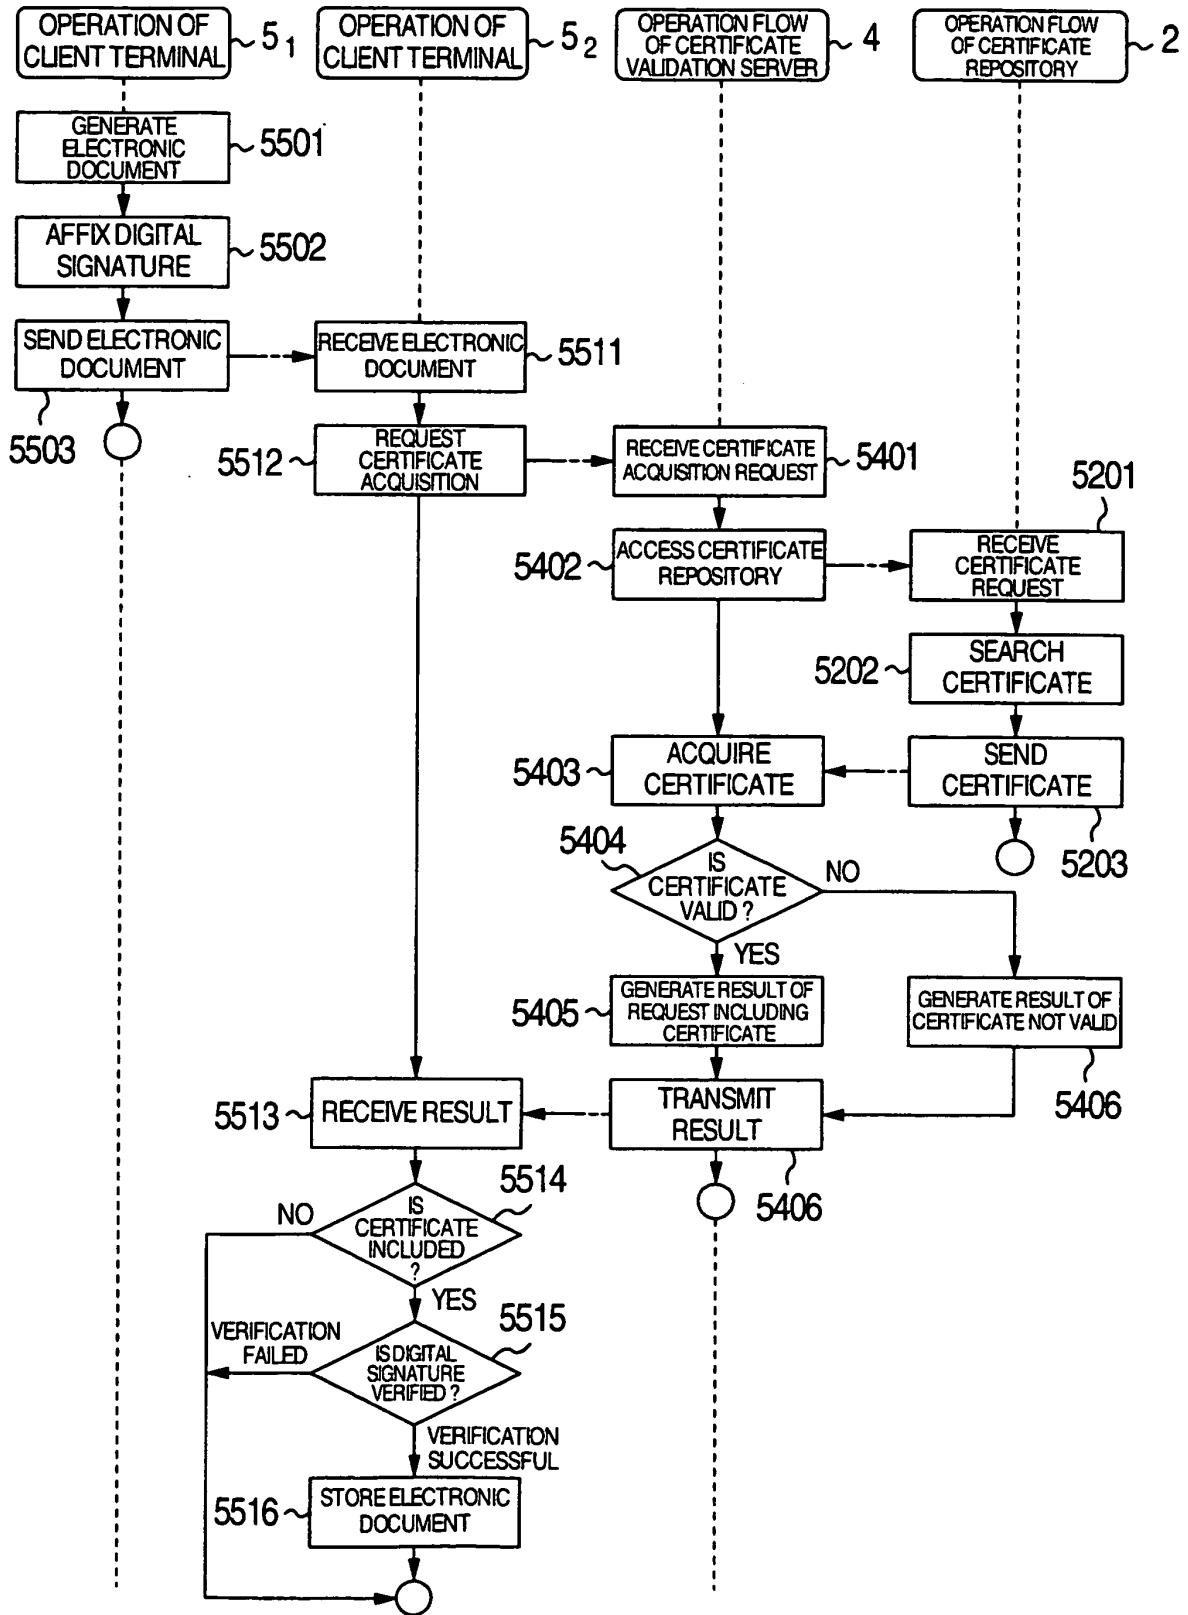 OPERATION OF
CLIENT TERMINAL
5₁
OPERATION OF
CLIENT TERMINAL
5₂
OPERATION FLOW
OF CERTIFICATE
VALIDATION SERVER
4
OPERATION FLOW
OF CERTIFICATE
REPOSITORY
2
GENERATE
ELECTRONIC
DOCUMENT
5501
AFFIX DIGITAL
SIGNATURE
5502
SEND ELECTRONIC
DOCUMENT
5503
RECEIVE ELECTRONIC
DOCUMENT
5511
5512
REQUEST
CERTIFICATE
ACQUISITION
RECEIVE CERTIFICATE
ACQUISITION REQUEST
5401
5402
ACCESS CERTIFICATE
REPOSITORY
5201
RECEIVE
CERTIFICATE
REQUEST
5202
SEARCH
CERTIFICATE
5403
ACQUIRE
CERTIFICATE
SEND
CERTIFICATE
5203
5404
IS
CERTIFICATE
VALID ?
NO
YES
5405
GENERATE RESULT OF
REQUEST INCLUDING
CERTIFICATE
GENERATE RESULT OF
CERTIFICATE NOT VALID
5406
5513
RECEIVE RESULT
TRANSMIT
RESULT
5406
5514
NO
IS
CERTIFICATE
INCLUDED
?
YES
5515
VERIFICATION
FAILED
IS DIGITAL
SIGNATURE
VERIFIED ?
VERIFICATION
SUCCESSFUL
5516
STORE ELECTRONIC
DOCUMENT